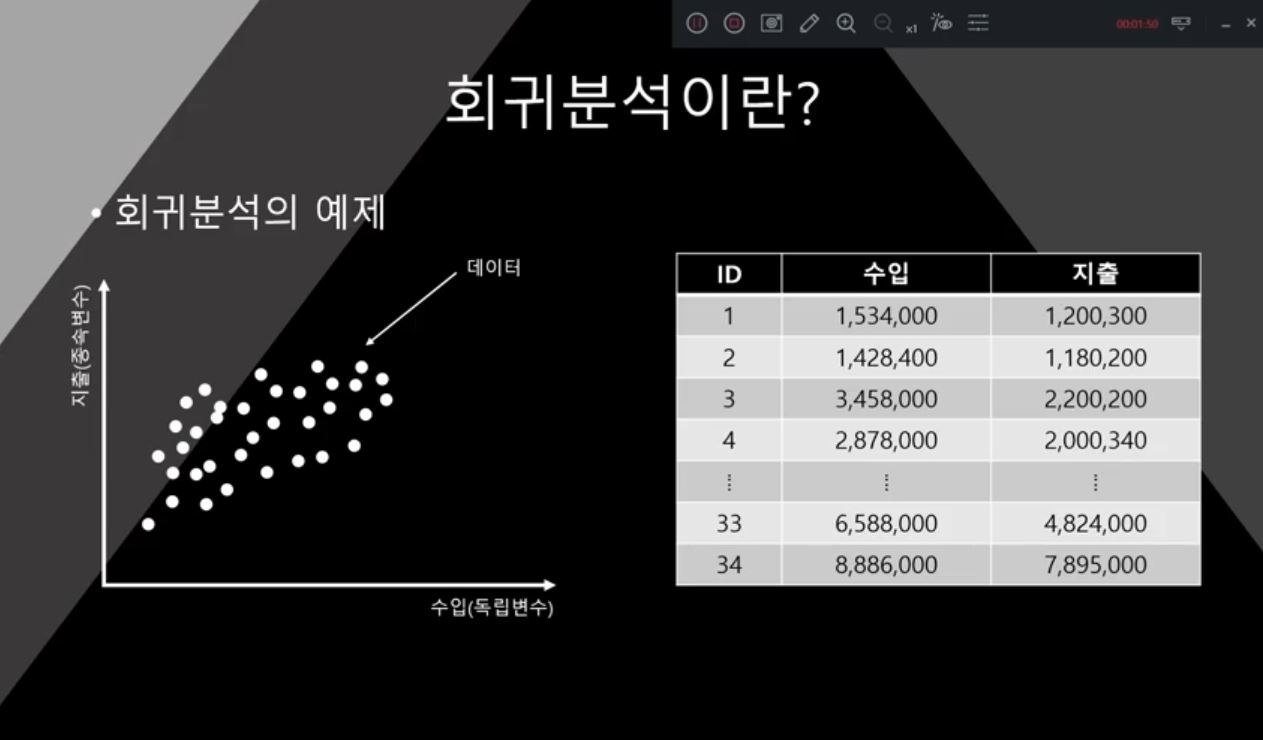 x1
00:01:50
회귀분석이란?
• 회귀분석의 예제
데이터
지출(종속변수)
수입(독립변수)
ID 수입 지출
1 1,534,000 1,200,300
2 1,428,400 1,180,200
3 3,458,000 2,200,200
4 2,878,000 2,000,340
⋮ ⋮ ⋮
33 6,588,000 4,824,000
34 8,886,000 7,895,000